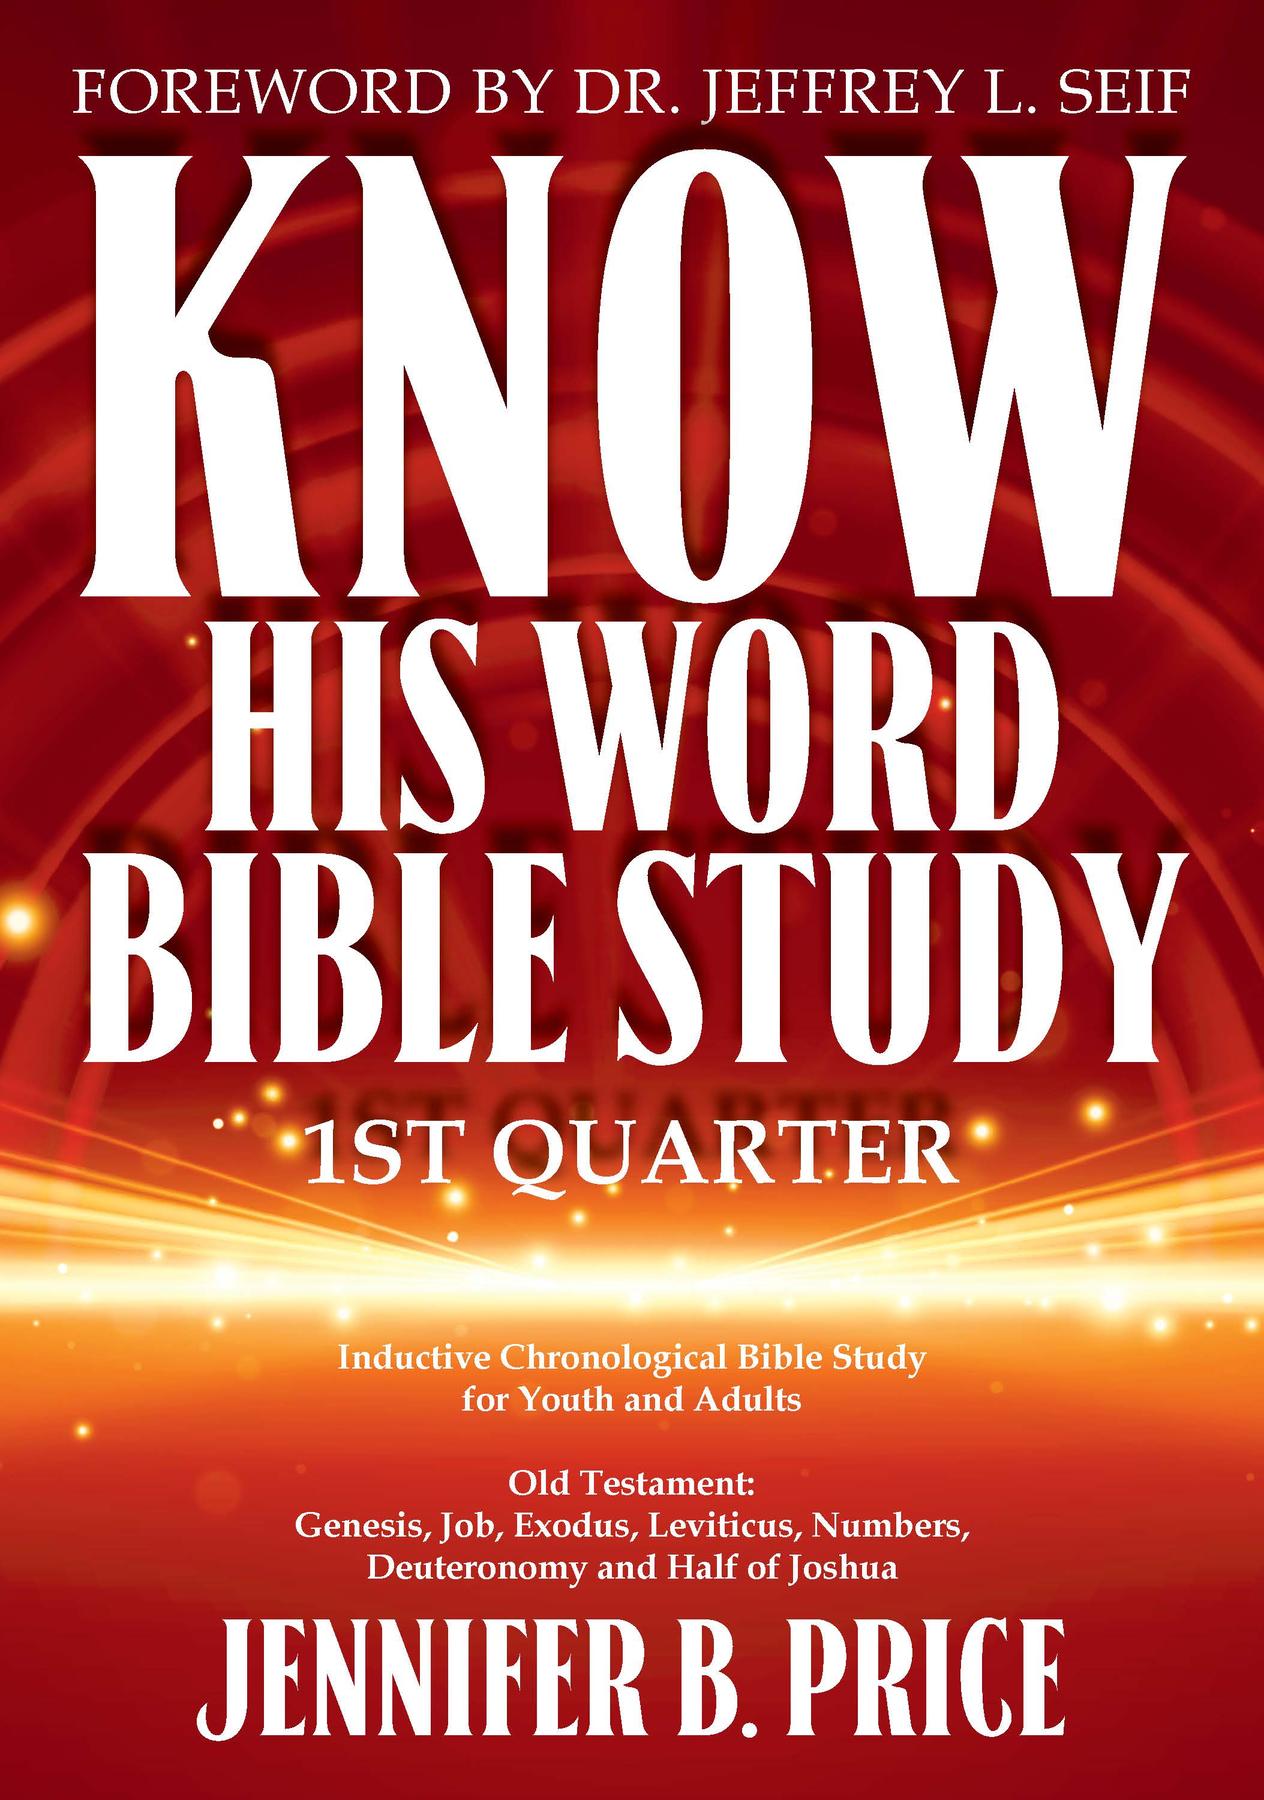 FOREWORD BY DR. JEFFREY L. SEIF
KNOW
HIS WORD
BIBLE STUDY
1ST QUARTER
Inductive Chronological Bible Study
for Youth and Adults
Old Testament:
Genesis, Job, Exodus, Leviticus, Numbers,
Deuteronomy and Half of Joshua
JENNIFER B. PRICE